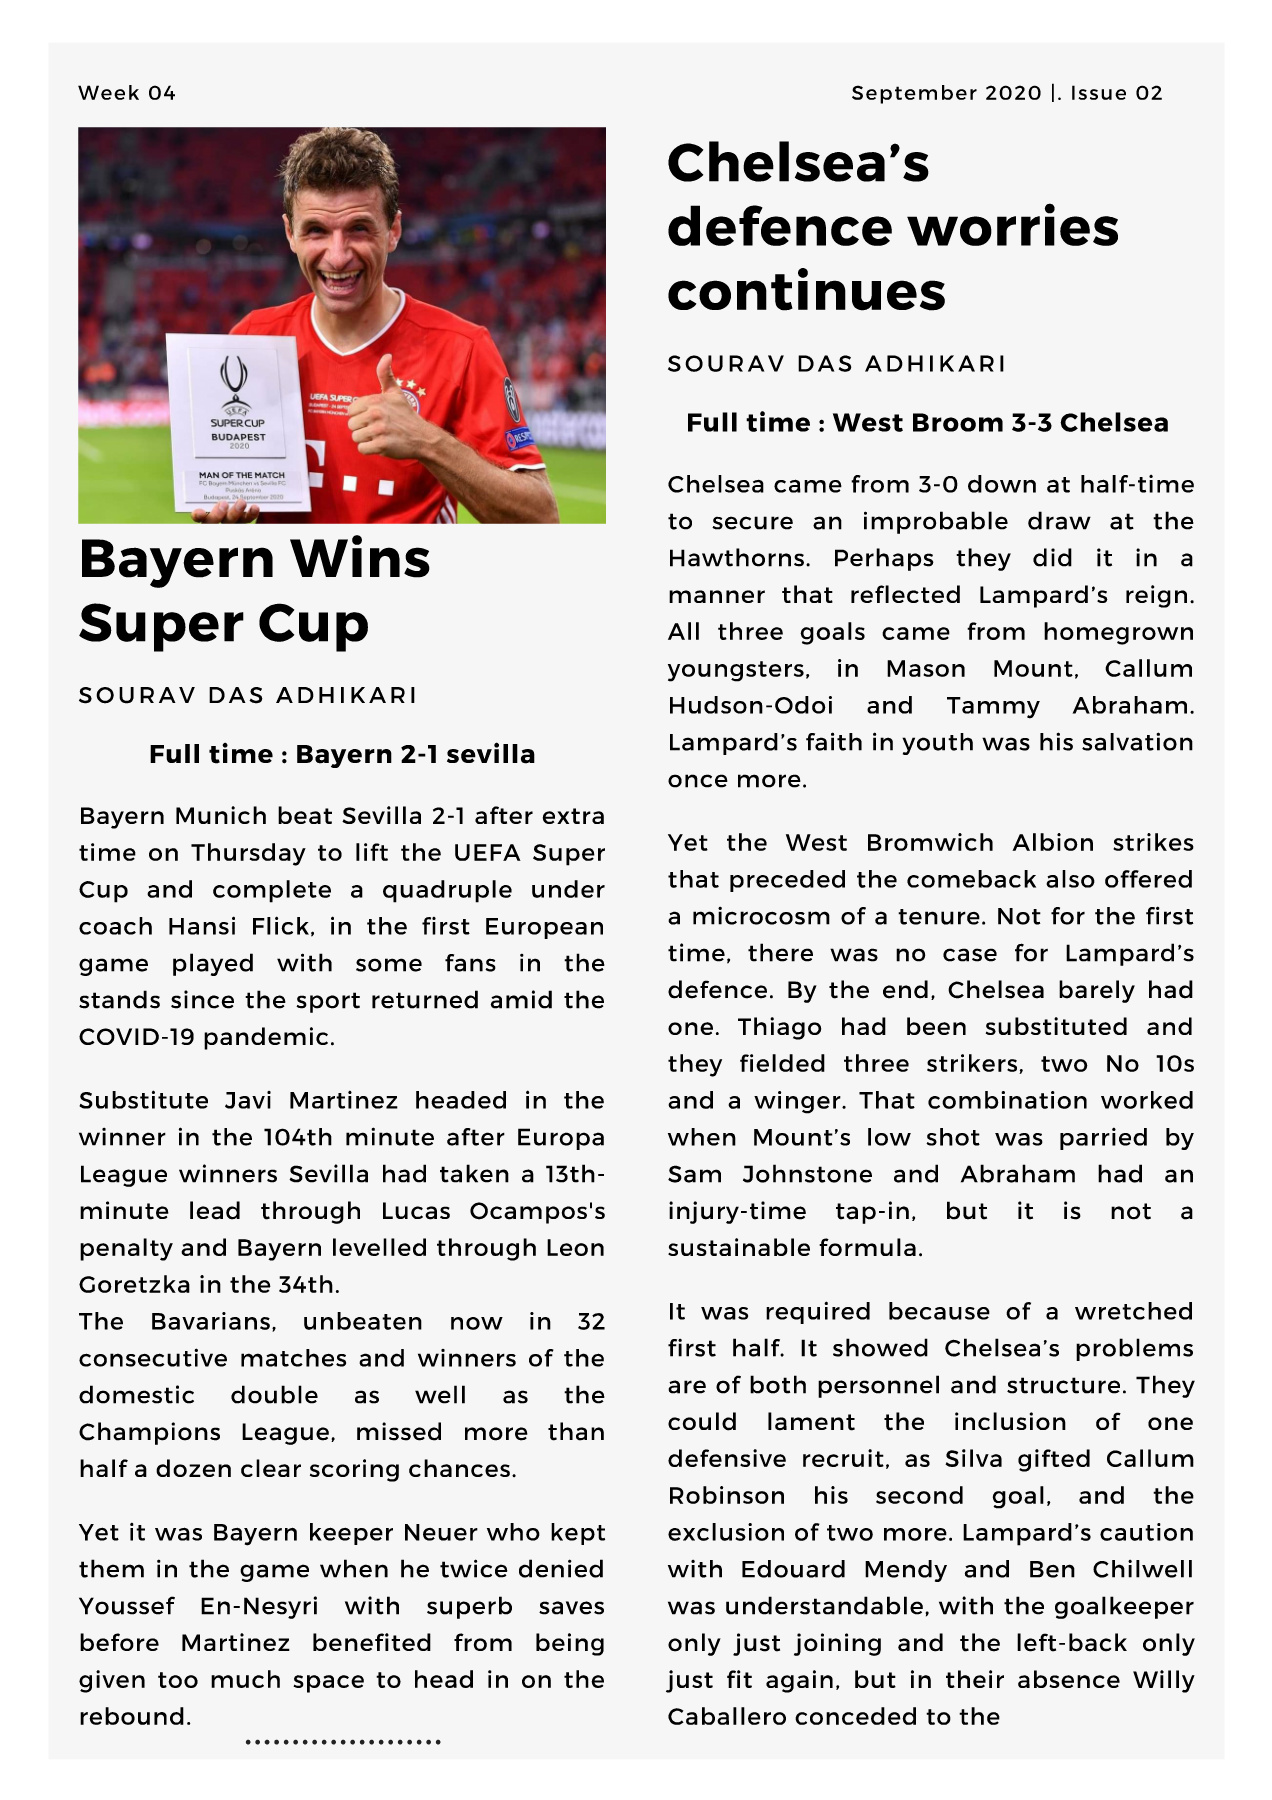 Week 04
September 2020 |. Issue 02
UEFA
SUPER CUP
BUDAPEST
2020
MAN OF THE MATCH
FC Bayern München vs Sevilla FC
Puskás Aréna
Budapest, 24 September 2020
UEFA SUPER CUP
RESPECT
Bayern Wins
Super Cup
SOURAV DAS ADHIKARI
Full time : Bayern 2-1 sevilla
Bayern Munich beat Sevilla 2-1 after extra
time on Thursday to lift the UEFA Super
Cup and complete a quadruple under
coach Hansi Flick, in the first European
game played with some fans in the
stands since the sport returned amid the
COVID-19 pandemic.
Substitute Javi Martinez headed in the
winner in the 104th minute after Europa
League winners Sevilla had taken a 13th-
minute lead through Lucas Ocampos's
penalty and Bayern levelled through Leon
Goretzka in the 34th.
The Bavarians, unbeaten now in 32
consecutive matches and winners of the
domestic double as well as the
Champions League, missed more than
half a dozen clear scoring chances.
Yet it was Bayern keeper Neuer who kept
them in the game when he twice denied
Youssef En-Nesyri with superb saves
before Martinez benefited from being
given too much space to head in on the
rebound.
Chelsea’s
defence worries
continues
SOURAV DAS ADHIKARI
Full time : West Broom 3-3 Chelsea
Chelsea came from 3-0 down at half-time
to secure an improbable draw at the
Hawthorns. Perhaps they did it in a
manner that reflected Lampard’s reign.
All three goals came from homegrown
youngsters, in Mason Mount, Callum
Hudson-Odoi and Tammy Abraham.
Lampard’s faith in youth was his salvation
once more.
Yet the West Bromwich Albion strikes
that preceded the comeback also offered
a microcosm of a tenure. Not for the first
time, there was no case for Lampard’s
defence. By the end, Chelsea barely had
one. Thiago had been substituted and
they fielded three strikers, two No 10s
and a winger. That combination worked
when Mount’s low shot was parried by
Sam Johnstone and Abraham had an
injury-time tap-in, but it is not a
sustainable formula.
It was required because of a wretched
first half. It showed Chelsea’s problems
are of both personnel and structure. They
could lament the inclusion of one
defensive recruit, as Silva gifted Callum
Robinson his second goal, and the
exclusion of two more. Lampard’s caution
with Edouard Mendy and Ben Chilwell
was understandable, with the goalkeeper
only just joining and the left-back only
just fit again, but in their absence Willy
Caballero conceded to the